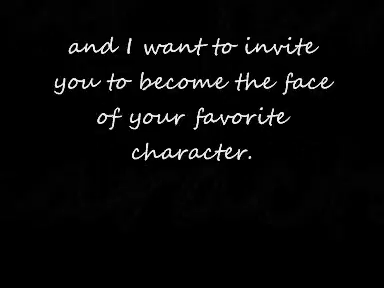 and I want to invite
you to become the face
of your favorite
character.